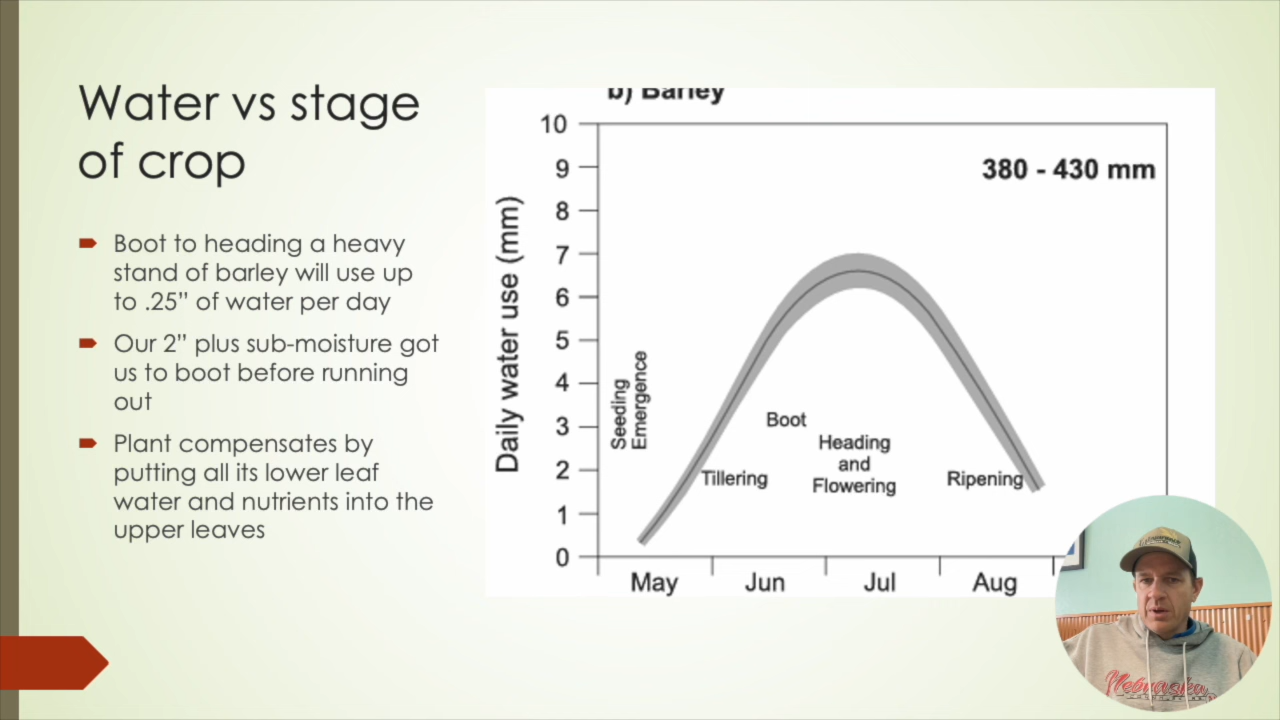 Water vs stage
of crop
Boot to heading a heavy
stand of barley will use up
to .25” of water per day
Our 2” plus sub-moisture got
us to boot before running
out
Plant compensates by
putting all its lower leaf
water and nutrients into the
upper leaves
b) Barley
380 - 430 mm
Daily water use (mm)
10
9
8
7
6
5
4
3
2
1
0
Seeding
Emergence
Tillering
Boot
Heading
and
Flowering
Ripening
May Jun Jul Aug
Nebraska